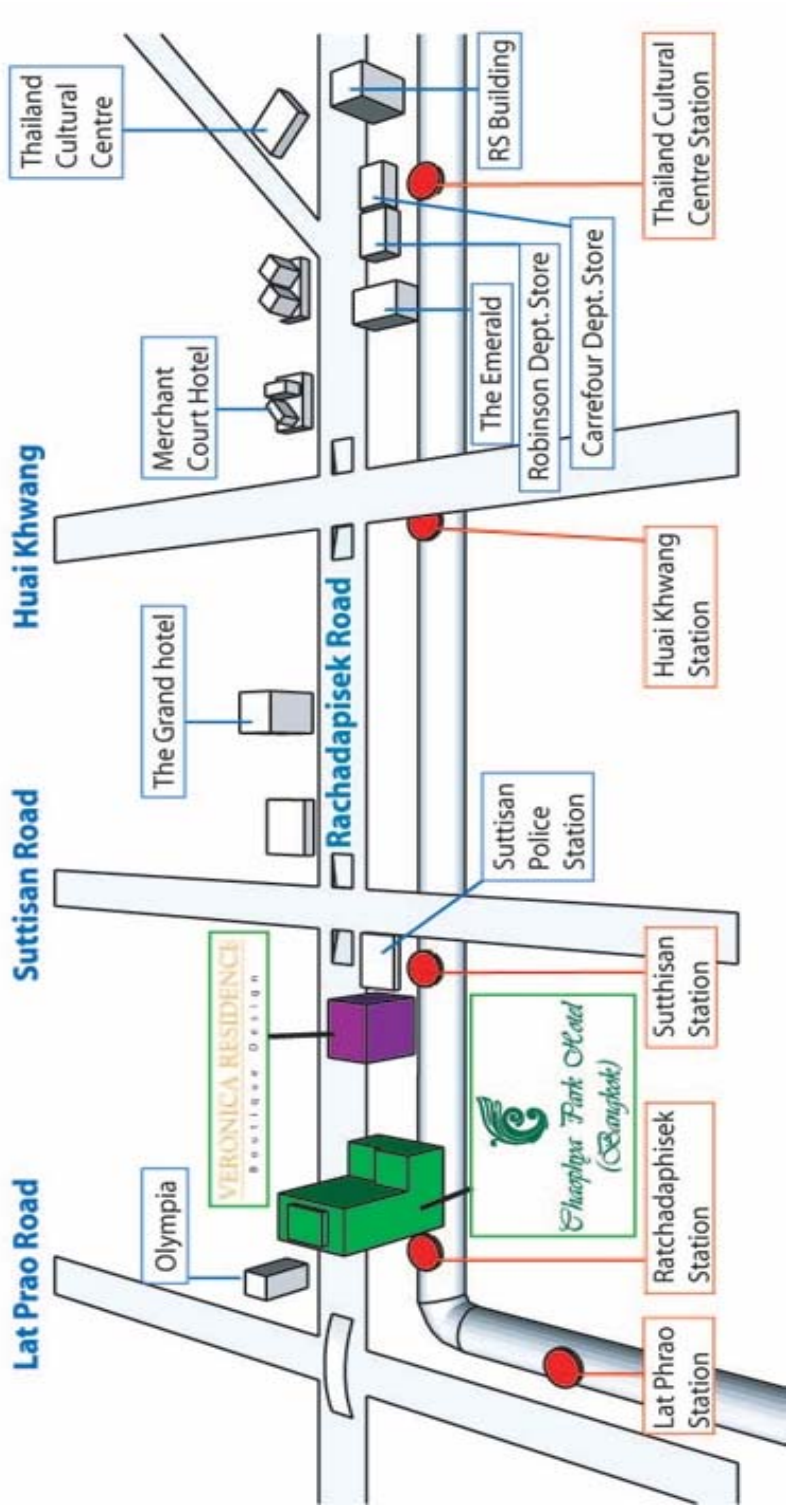 Lat Prao Road
Suttisan Road
Huai Khwang
Olympia
VERONICA RESIDENCE
Boutique Design
The Grand hotel
Merchant
Court Hotel
Thailand
Cultural
Centre
Rachadapisek Road
Chaophya Park Hotel
(Bangkok)
Suttisan
Police
Station
The Emerald
Robinson Dept. Store
Carrefour Dept. Store
RS Building
Lat Phrao
Station
Ratchadaphisek
Station
Sutthisan
Station
Huai Khwang
Station
Thailand Cultural
Centre Station